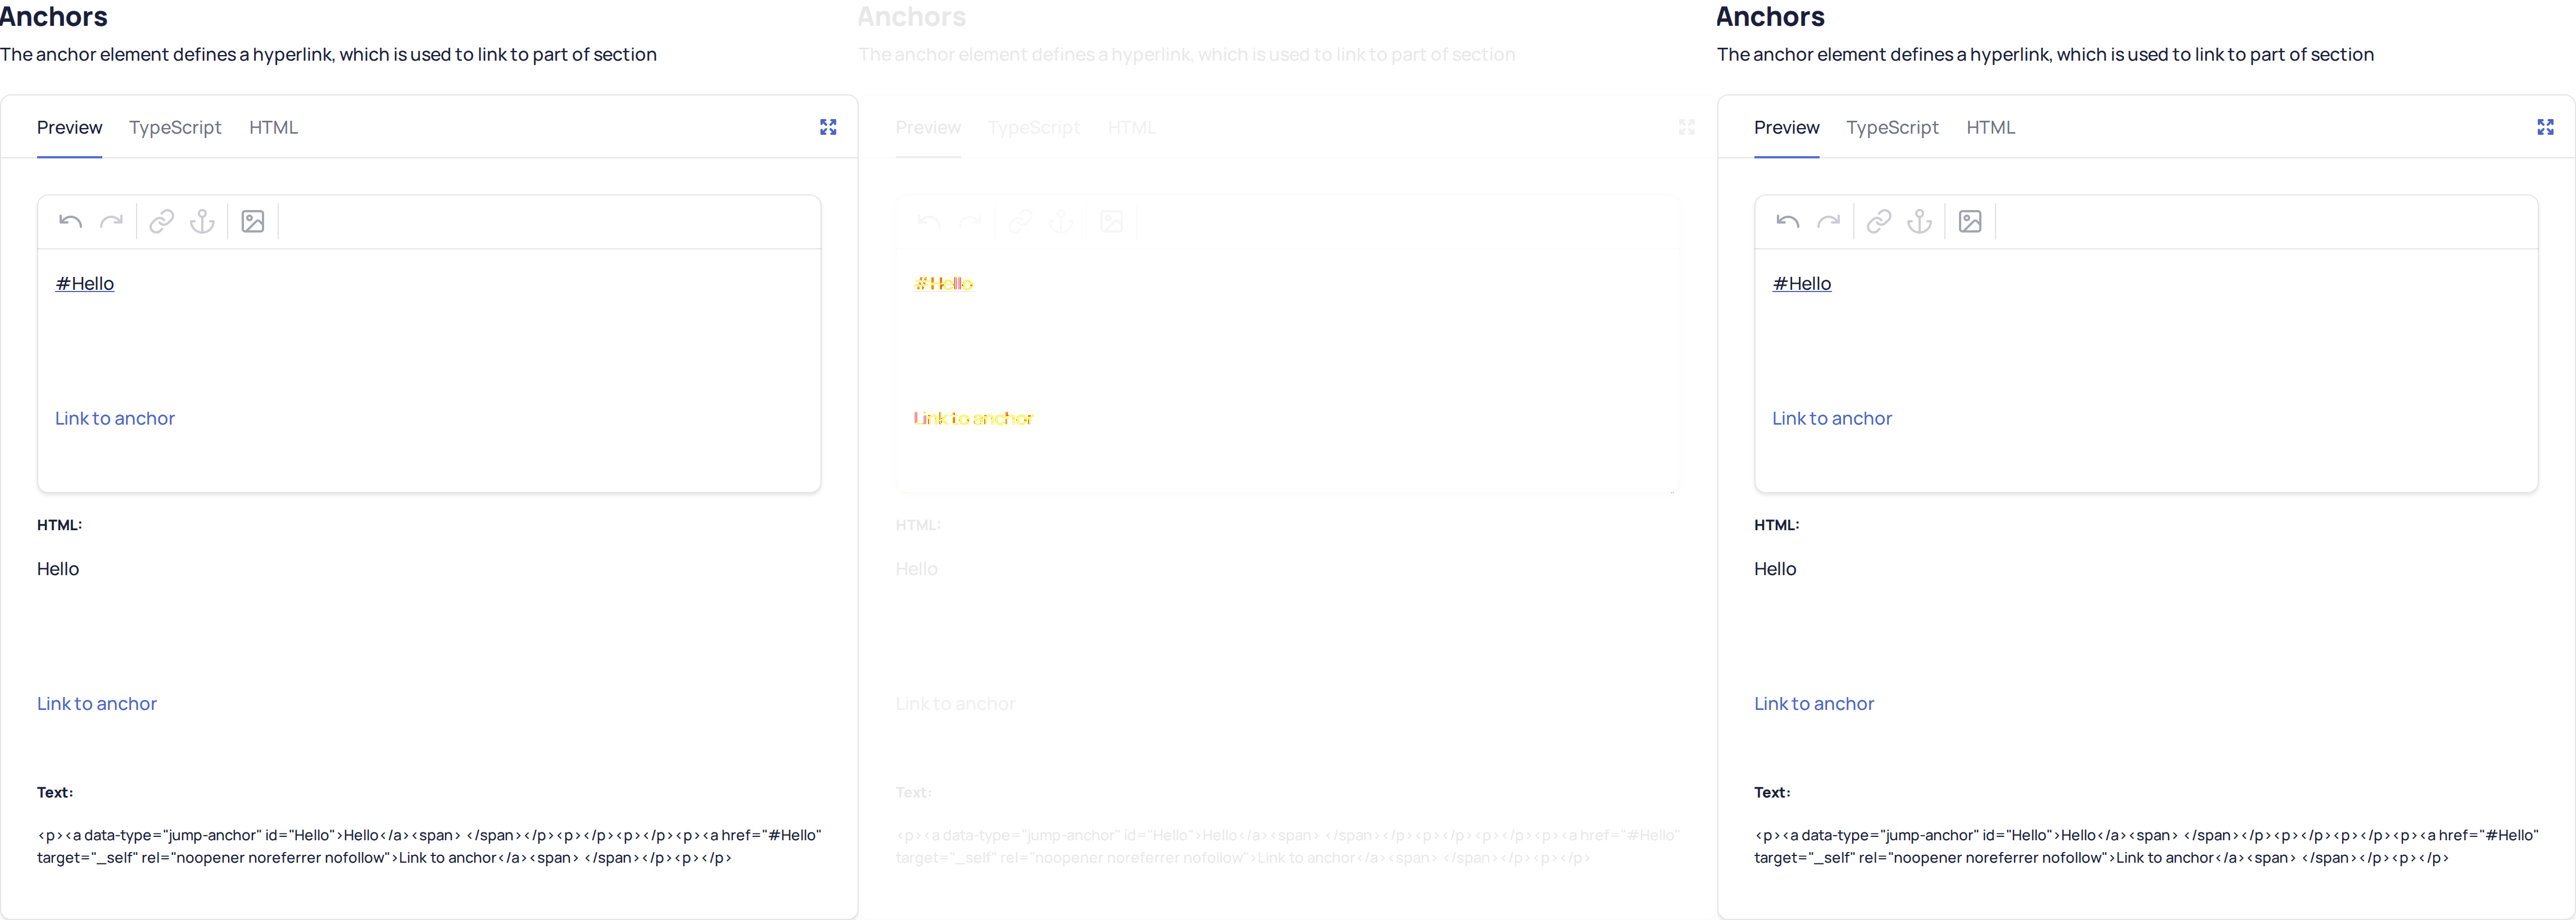 Anchors
The anchor element defines a hyperlink, which is used to link to part of section
Preview TypeScript HTML
#Hello
Link to anchor
HTML:
Hello
Link to anchor
Text:
<p><a data-type="jump-anchor" id="Hello">Hello</a><span> </span></p><p></p><p></p><p><a href="#Hello"
target="_self" rel="noopener noreferrer nofollow">Link to anchor</a><span> </span></p><p></p>
Anchors
The anchor element defines a hyperlink, which is used to link to part of section
Preview TypeScript HTML
#Hello
Link to anchor
HTML:
Hello
Link to anchor
Text:
<p><a data-type="jump-anchor" id="Hello">Hello</a><span> </span></p><p></p><p></p><p><a href="#Hello"
target="_self" rel="noopener noreferrer nofollow">Link to anchor</a><span> </span></p><p></p>
Anchors
The anchor element defines a hyperlink, which is used to link to part of section
Preview TypeScript HTML
#Hello
Link to anchor
HTML:
Hello
Link to anchor
Text:
<p><a data-type="jump-anchor" id="Hello">Hello</a><span> </span></p><p></p><p></p><p><a href="#Hello"
target="_self" rel="noopener noreferrer nofollow">Link to anchor</a><span> </span></p><p></p>